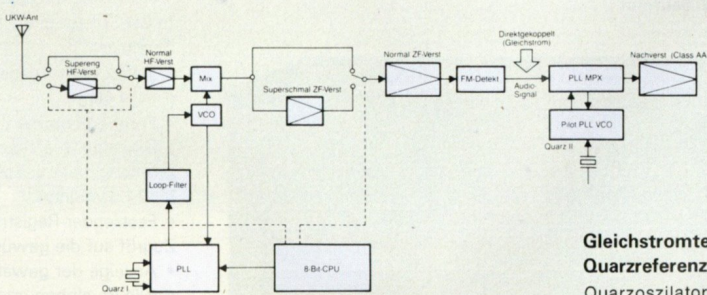 UKW-Ant
Supereng
HF-Verst
Normal
HF-Verst
Mix
VCO
Loop-Filter
PLL
Quarz I
8-Bit-CPU
Superschmal ZF-Verst
Normal ZF-Verst
FM-Detekt
Direktgekoppelt
(Gleichstrom)
Audio-
Signal
PLL MPX
Nachverst (Class AA
Pilot PLL VCO
Quarz II
Gleichstromte
Quarzreferenz
Quarzoszilator